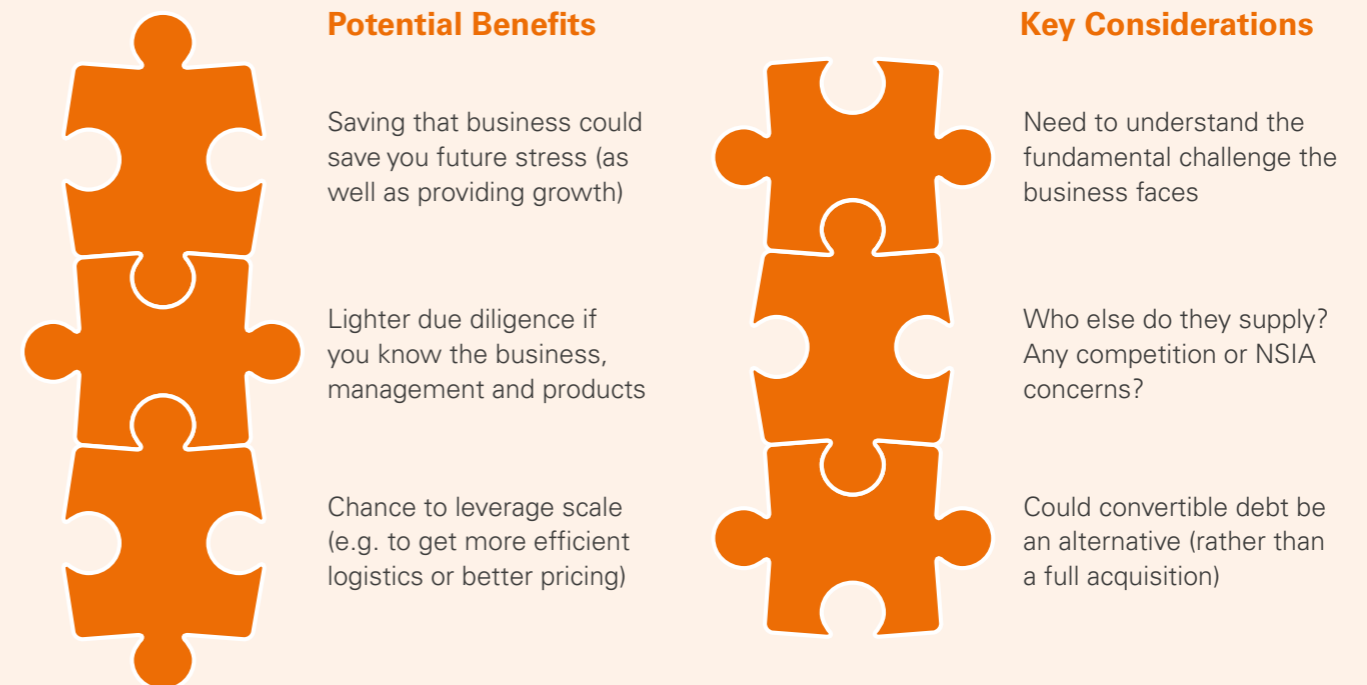 Potential Benefits
Saving that business could
save you future stress (as
well as providing growth)
Lighter due diligence if
you know the business,
management and products
Chance to leverage scale
(e.g. to get more efficient
logistics or better pricing)
Key Considerations
Need to understand the
fundamental challenge the
business faces
Who else do they supply?
Any competition or NSIA
concerns?
Could convertible debt be
an alternative (rather than
a full acquisition)